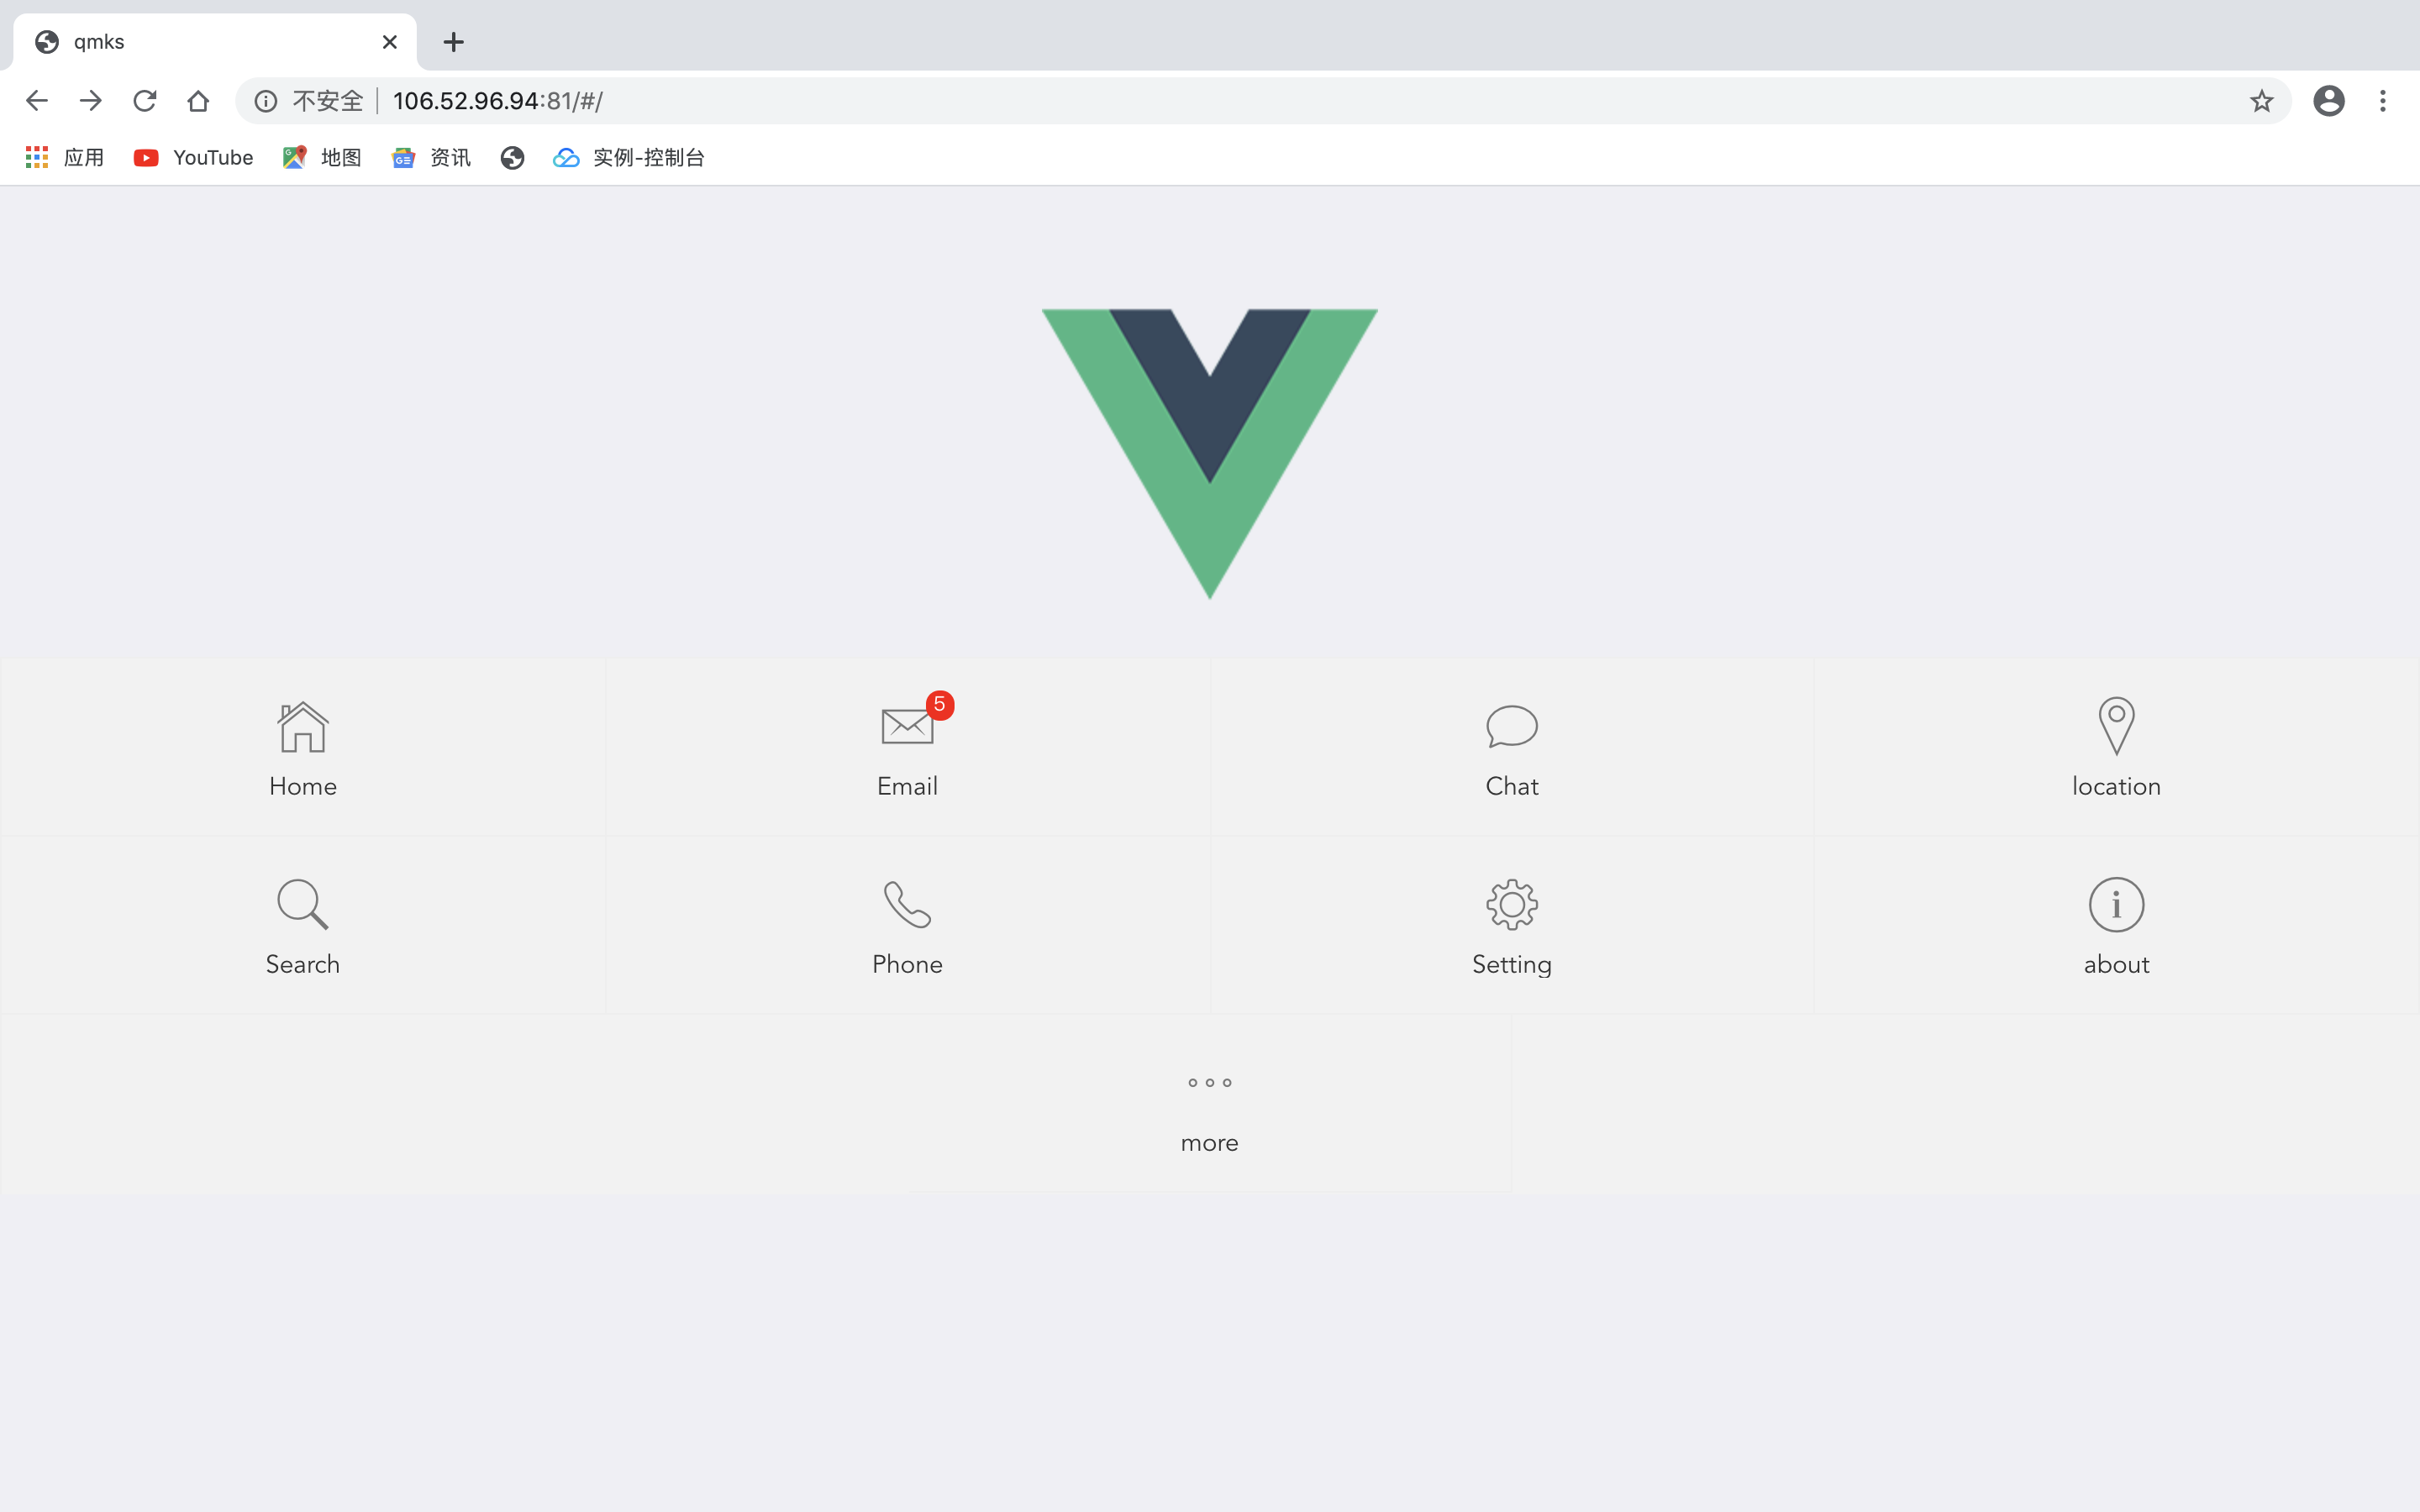 qmks
不安全 106.52.96.94:81/#/
应用 YouTube 地图 资讯 实例-控制台
Home 5 Email Chat location
Search Phone Setting about
more